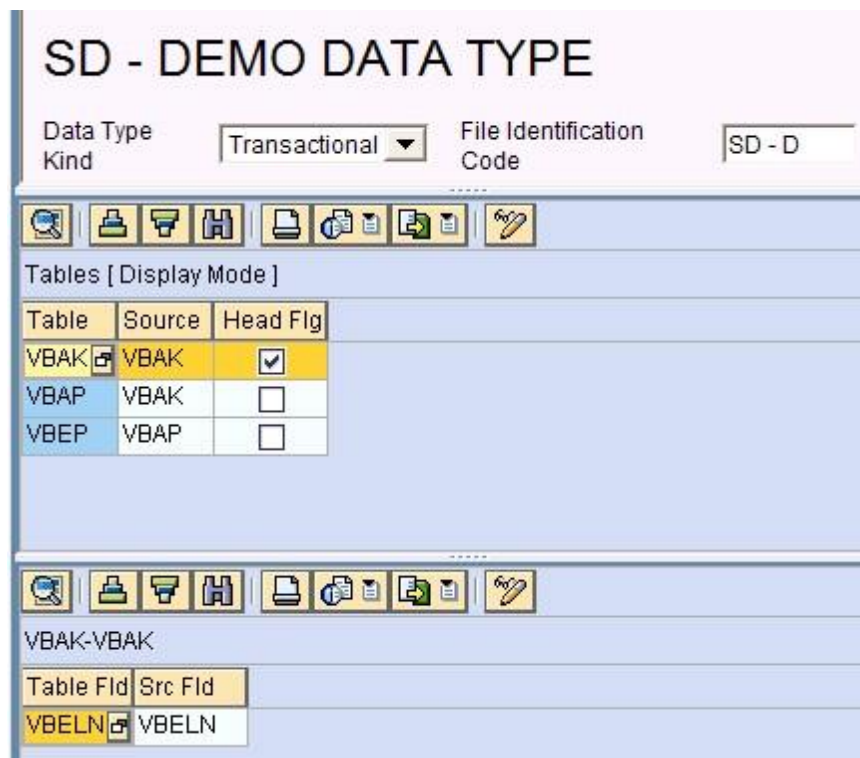 SD - DEMO DATA TYPE
Data Type Kind Transactional File Identification Code SD - D
Tables [ Display Mode ]
Table Source Head Flg
VBAK VBAK
VBAP VBAK
VBEP VBAP
VBAK-VBAK
Table Fld Src Fld
VBELN VBELN